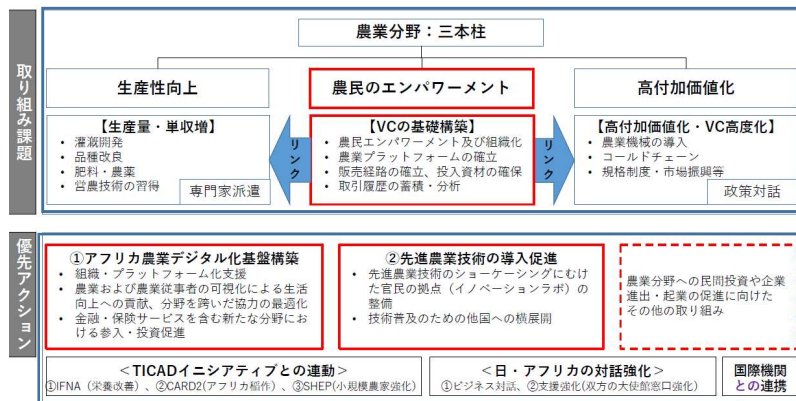 農業分野：三本柱
取り組み課題
生産性向上
農民のエンパワーメント
高付加価値化
【生産量・単収増】
• 灌漑開発
• 品種改良
• 肥料・農薬
• 営農技術の習得
専門家派遣
リンク
【VCの基礎構築】
• 農民エンパワーメント及び組織化
• 農業プラットフォームの確立
• 販売経路の確立、投入資材の確保
• 取引履歴の蓄積・分析
リンク
【高付加価値化・VC高度化】
• 農業機械の導入
• コールドチェーン
• 規格制度・市場振興等
政策対話
優先アクション
①アフリカ農業デジタル化基盤構築
• 組織・プラットフォーム化支援
• 農業および農業従事者の可視化による生活
向上への貢献、分野を跨いだ協力の最適化
• 金融・保険サービスを含む新たな分野にお
ける参入・投資促進
②先進農業技術の導入促進
• 先進農業技術のショーケーシングにむけ
た官民の拠点（イノベーションラボ）の
整備
• 技術普及のための他国への横展開
農業分野への民間投資や企業
進出・起業の促進に向けた
その他の取り組み
＜TICADイニシアティブとの連動＞
①IFNA（栄養改善）、②CARD2(アフリカ稲作）、③SHEP(小規模農家強化)
＜日・アフリカの対話強化＞
①ビジネス対話、②支援強化(双方の大使館窓口強化)
国際機関
との連携